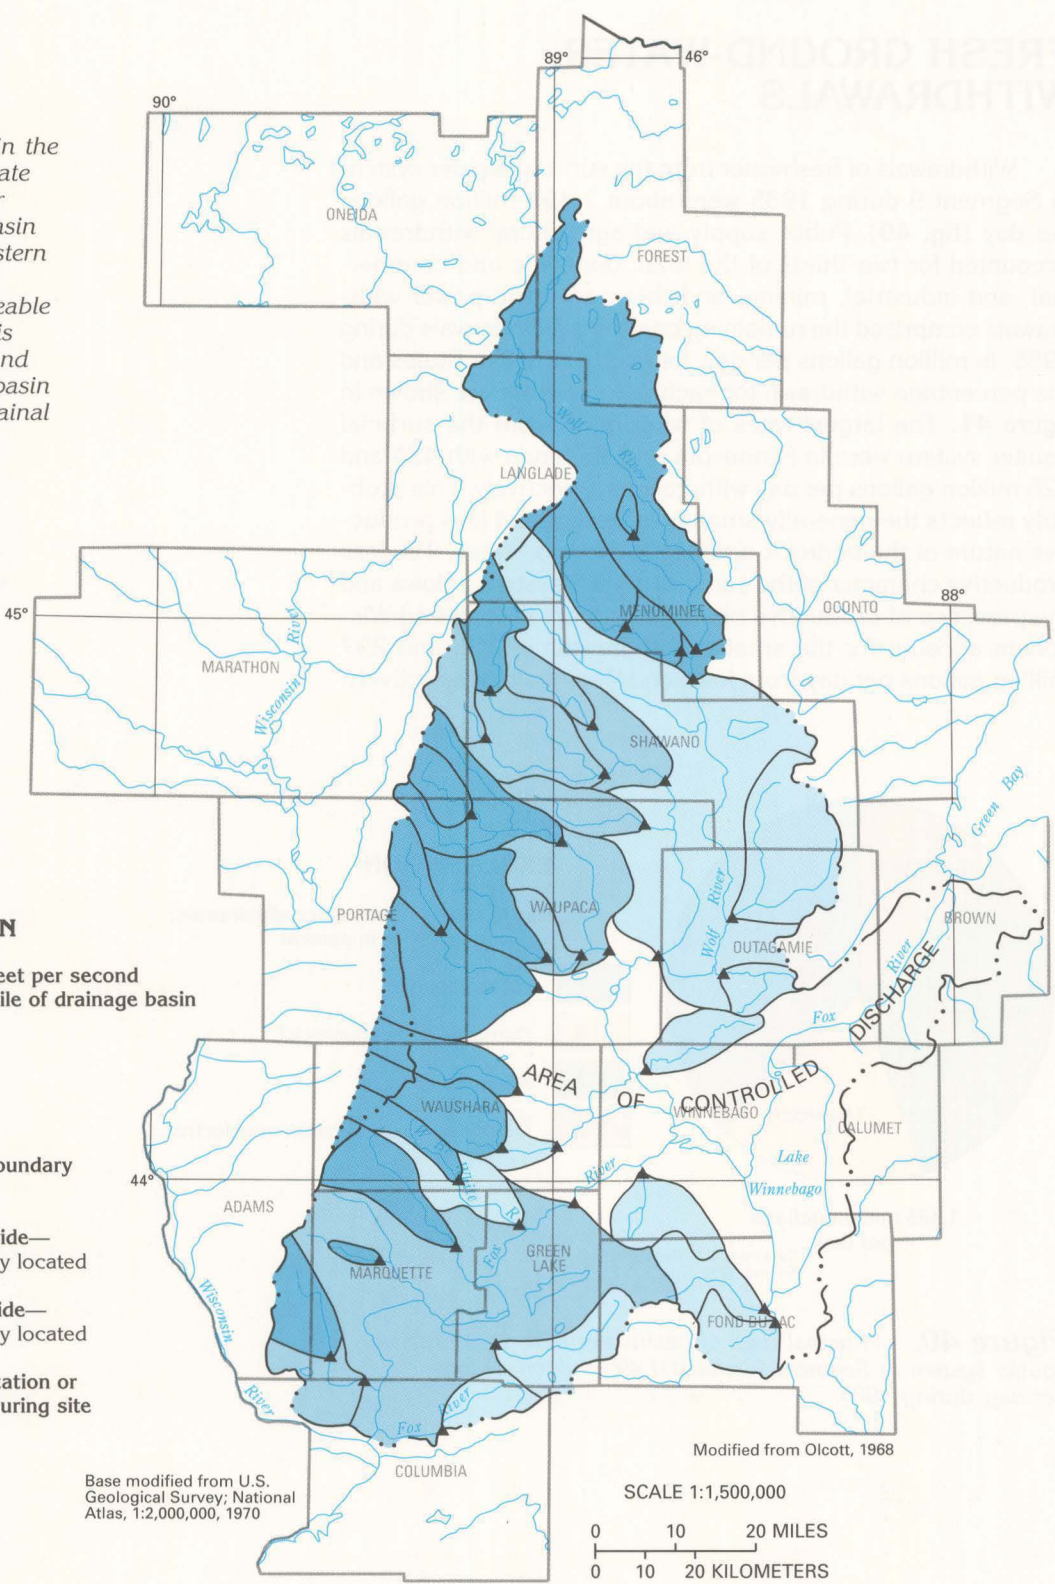 in the
ate
r
asin
stern
eable
is
nd
basin
ainal
N
eet per second
ile of drainage basin
oundary
ide—
y located
ide—
y located
tation or
uring site
90°
89°
46°
45°
88°
44°
ONEIDA
FOREST
LANGLADE
Wolf
River
MENOMINEE
OCONTO
MARATHON
Wisconsin
River
SHAWANO
Green Bay
PORTAGE
WAUPACA
Wolf River
OUTAGAMIE
BROWN
River
Fox
AREA OF CONTROLLED DISCHARGE
WAUSHARA
WINNEBAGO
CALUMET
Lake
Winnebago
River
ADAMS
White
R
Fox
GREEN
LAKE
MARQUETTE
FOND DU LAC
Wisconsin
River
Fox River
COLUMBIA
Modified from Olcott, 1968
Base modified from U.S.
Geological Survey; National
Atlas, 1:2,000,000, 1970
SCALE 1:1,500,000
0 10 20 MILES
0 10 20 KILOMETERS